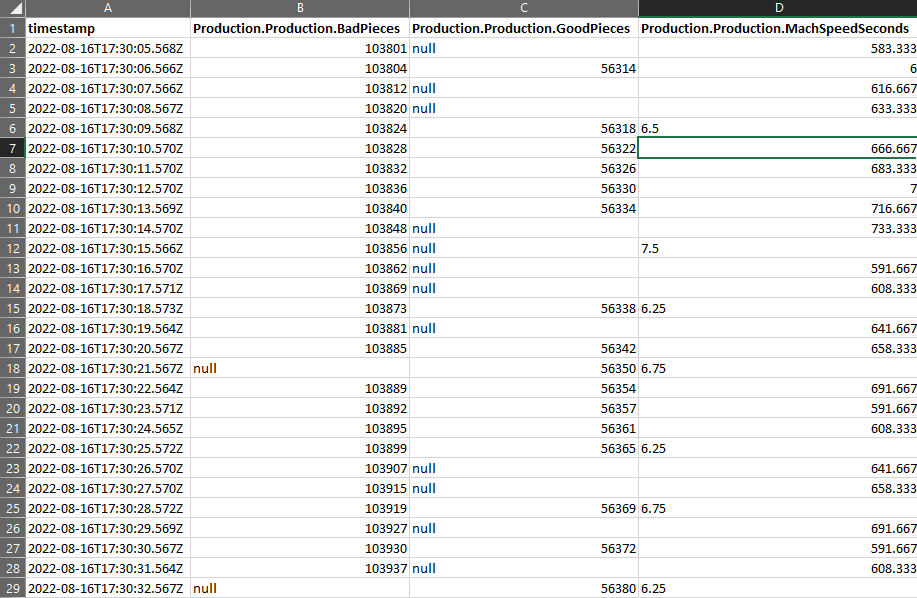 A B C D
1 timestamp Production.Production.BadPieces Production.Production.GoodPieces Production.Production.MachSpeedSeconds
2 2022-08-16T17:30:05.568Z 103801 null 583.333
3 2022-08-16T17:30:06.566Z 103804 56314 6
4 2022-08-16T17:30:07.566Z 103812 null 616.667
5 2022-08-16T17:30:08.567Z 103820 null 633.333
6 2022-08-16T17:30:09.568Z 103824 56318 6.5
7 2022-08-16T17:30:10.570Z 103828 56322 666.667
8 2022-08-16T17:30:11.570Z 103832 56326 683.333
9 2022-08-16T17:30:12.570Z 103836 56330 7
10 2022-08-16T17:30:13.569Z 103840 56334 716.667
11 2022-08-16T17:30:14.570Z 103848 null 733.333
12 2022-08-16T17:30:15.566Z 103856 null 7.5
13 2022-08-16T17:30:16.570Z 103862 null 591.667
14 2022-08-16T17:30:17.571Z 103869 null 608.333
15 2022-08-16T17:30:18.573Z 103873 56338 6.25
16 2022-08-16T17:30:19.564Z 103881 null 641.667
17 2022-08-16T17:30:20.567Z 103885 56342 658.333
18 2022-08-16T17:30:21.567Z null 56350 6.75
19 2022-08-16T17:30:22.564Z 103889 56354 691.667
20 2022-08-16T17:30:23.571Z 103892 56357 591.667
21 2022-08-16T17:30:24.565Z 103895 56361 608.333
22 2022-08-16T17:30:25.572Z 103899 56365 6.25
23 2022-08-16T17:30:26.570Z 103907 null 641.667
24 2022-08-16T17:30:27.570Z 103915 null 658.333
25 2022-08-16T17:30:28.572Z 103919 56369 6.75
26 2022-08-16T17:30:29.569Z 103927 null 691.667
27 2022-08-16T17:30:30.567Z 103930 56372 591.667
28 2022-08-16T17:30:31.564Z 103937 null 608.333
29 2022-08-16T17:30:32.567Z null 56380 6.25